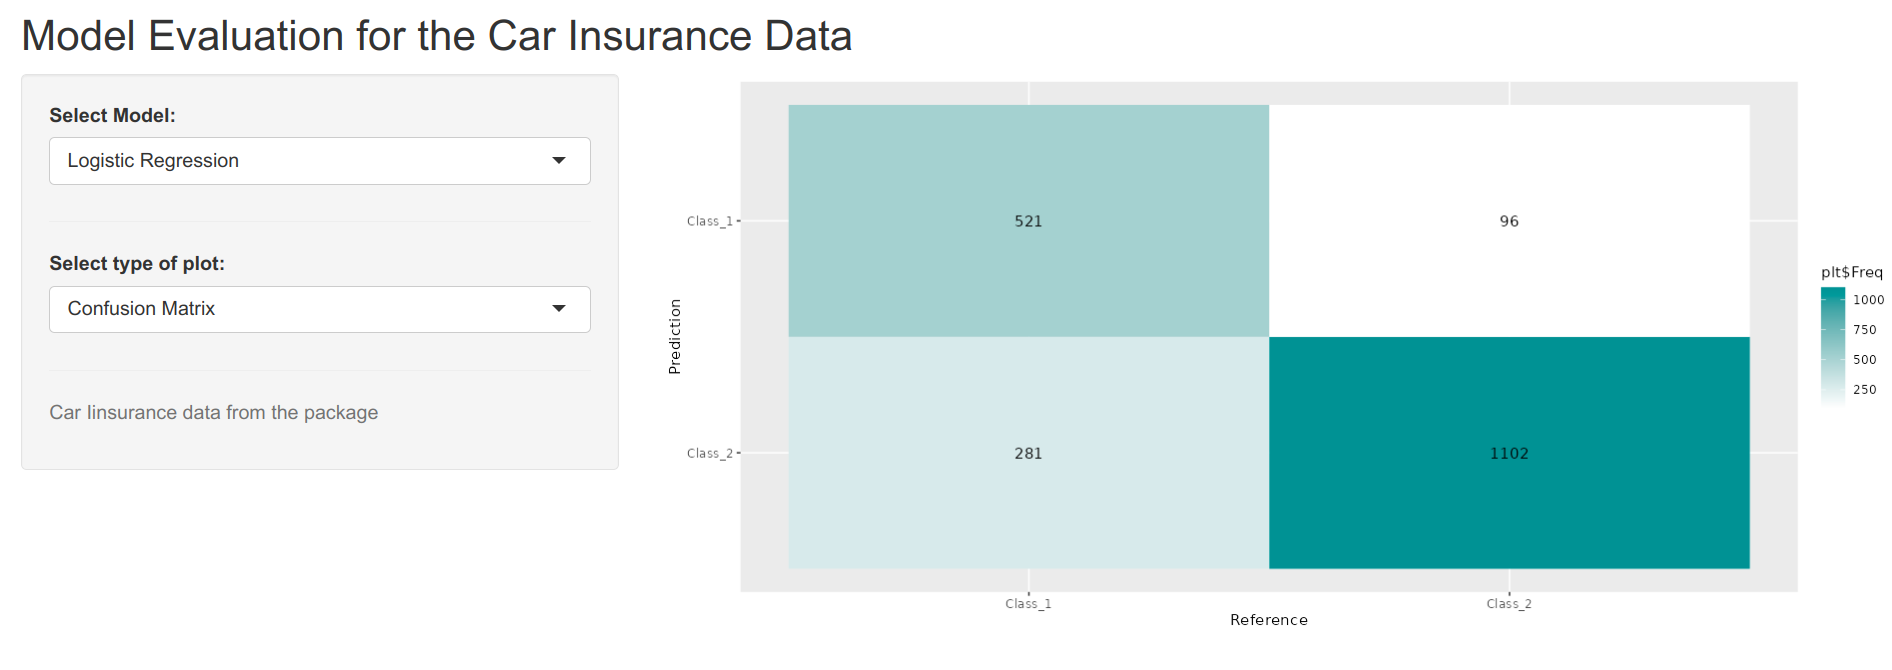 Model Evaluation for the Car Insurance Data
Select Model:
Logistic Regression
Select type of plot:
Confusion Matrix
Car Iinsurance data from the package
Prediction
Class_1
521
96
Class_2
281
1102
Class_1
Class_2
Reference
plt$Freq
1000
750
500
250